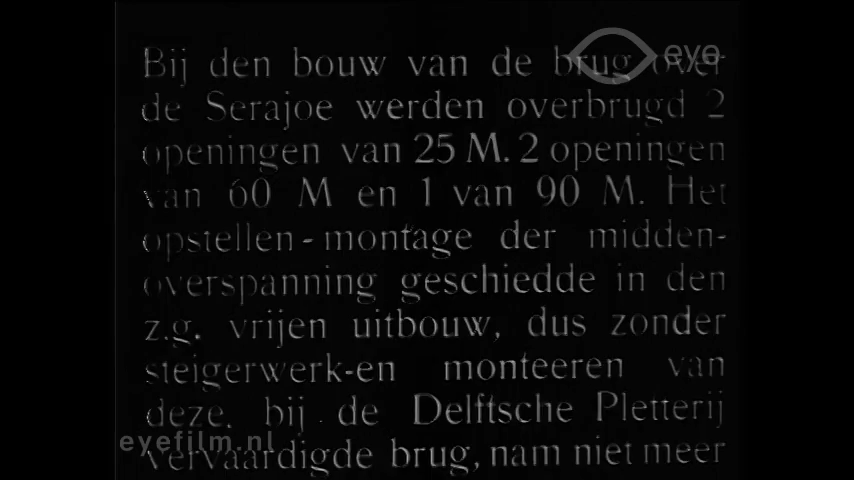 eye
Bij den bouw van de brug over
de Serajoe werden overbrugd 2
openingen van 25 M. 2 openingen
van 60 M en 1 van 90 M. Het
opstellen-montage der midden-
overspanning geschiedde in den
z.g. vrijen uitbouw, dus zonder
steigerwerk-en monteeren van
deze. bij de Delftsche Pletterij
eyefilm.nl
vervaardigde brug, nam niet meer